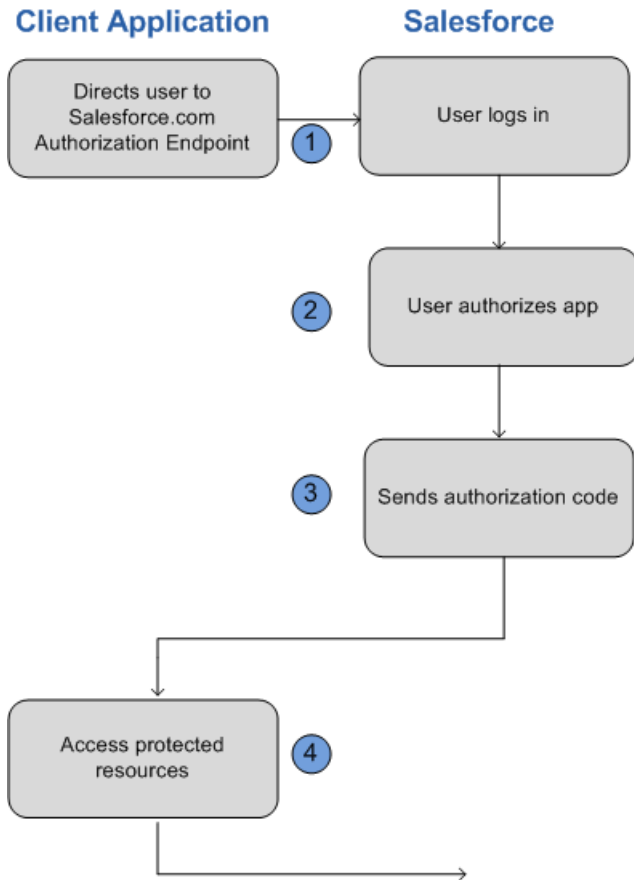 Client Application
Salesforce
Directs user to
Salesforce.com
Authorization Endpoint
1
User logs in
2
User authorizes app
3
Sends authorization code
Access protected
resources
4